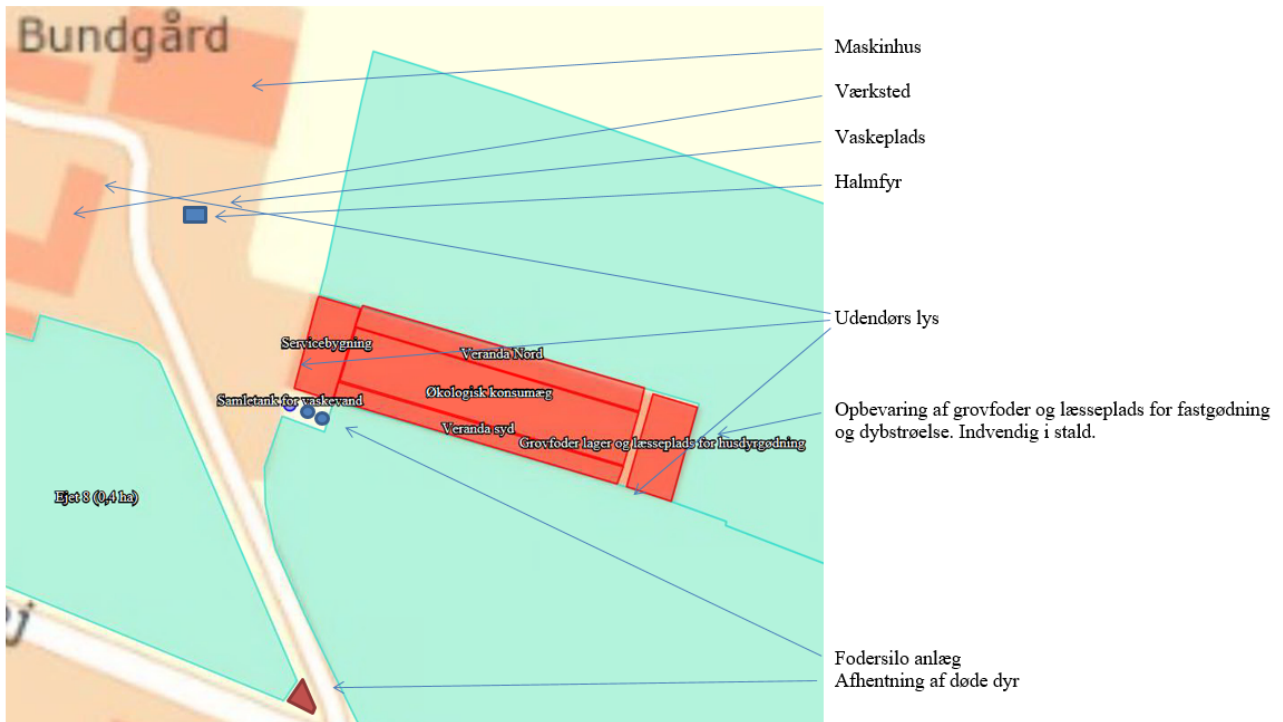 Bundgård
Maskinhus
Værksted
Vaskeplads
Halmfyr
Udendørs lys
Servicebygning
Veranda Nord
Økologisk konsumæg
Samletank for vaskevand
Veranda syd
Grovfoder lager og læsseplads for husdyrgødning
Opbevaring af grovfoder og læsseplads for fastgødning
og dybstrøelse. Indvendig i stald.
Ejet 8 (0,4 ha)
Fodersilo anlæg
Afhentning af døde dyr